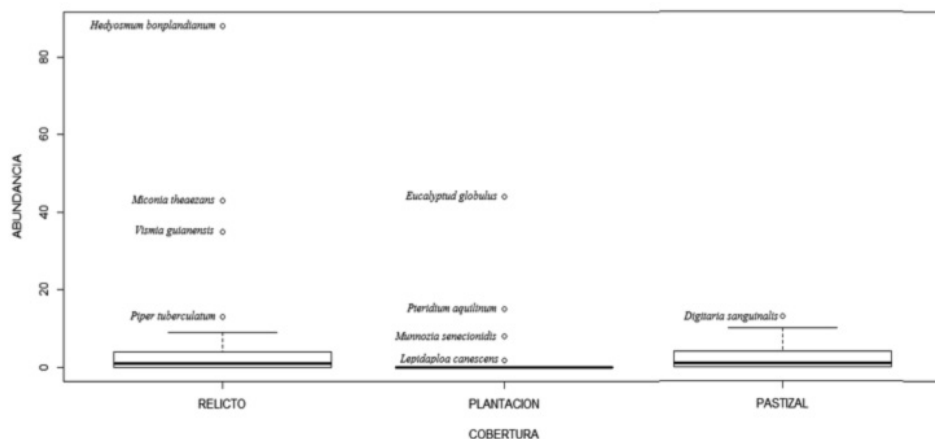 Hedyosmum bonplandianum
80
60
Miconia theaezans
Eucalyptud globulus
ABUNDANCIA
40
Vismia guianensis
20
Piper tuberculatum
Pteridium aquilinum
Digitaria sanguinalis
Munnozia senecionidis
Lepidaploa canescens
0
RELICTO
PLANTACION
PASTIZAL
COBERTURA